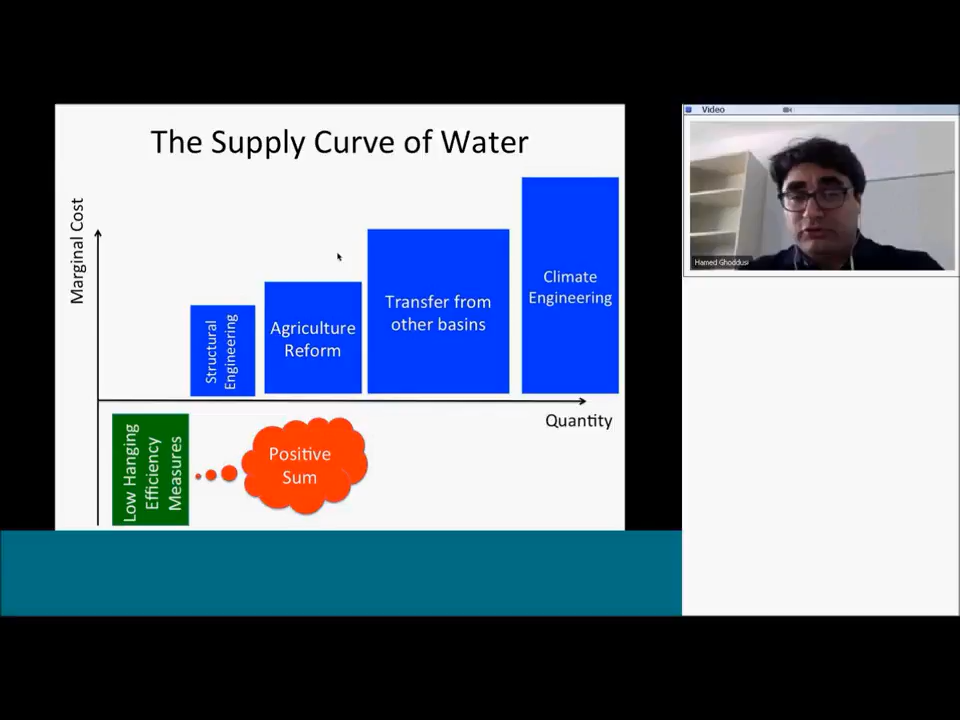 The Supply Curve of Water
Marginal Cost
Structural
Engineering
Agriculture
Reform
Transfer from
other basins
Climate
Engineering
Quantity
Low Hanging
Efficiency
Measures
Positive
Sum
Video
Hamed Ghoddusi